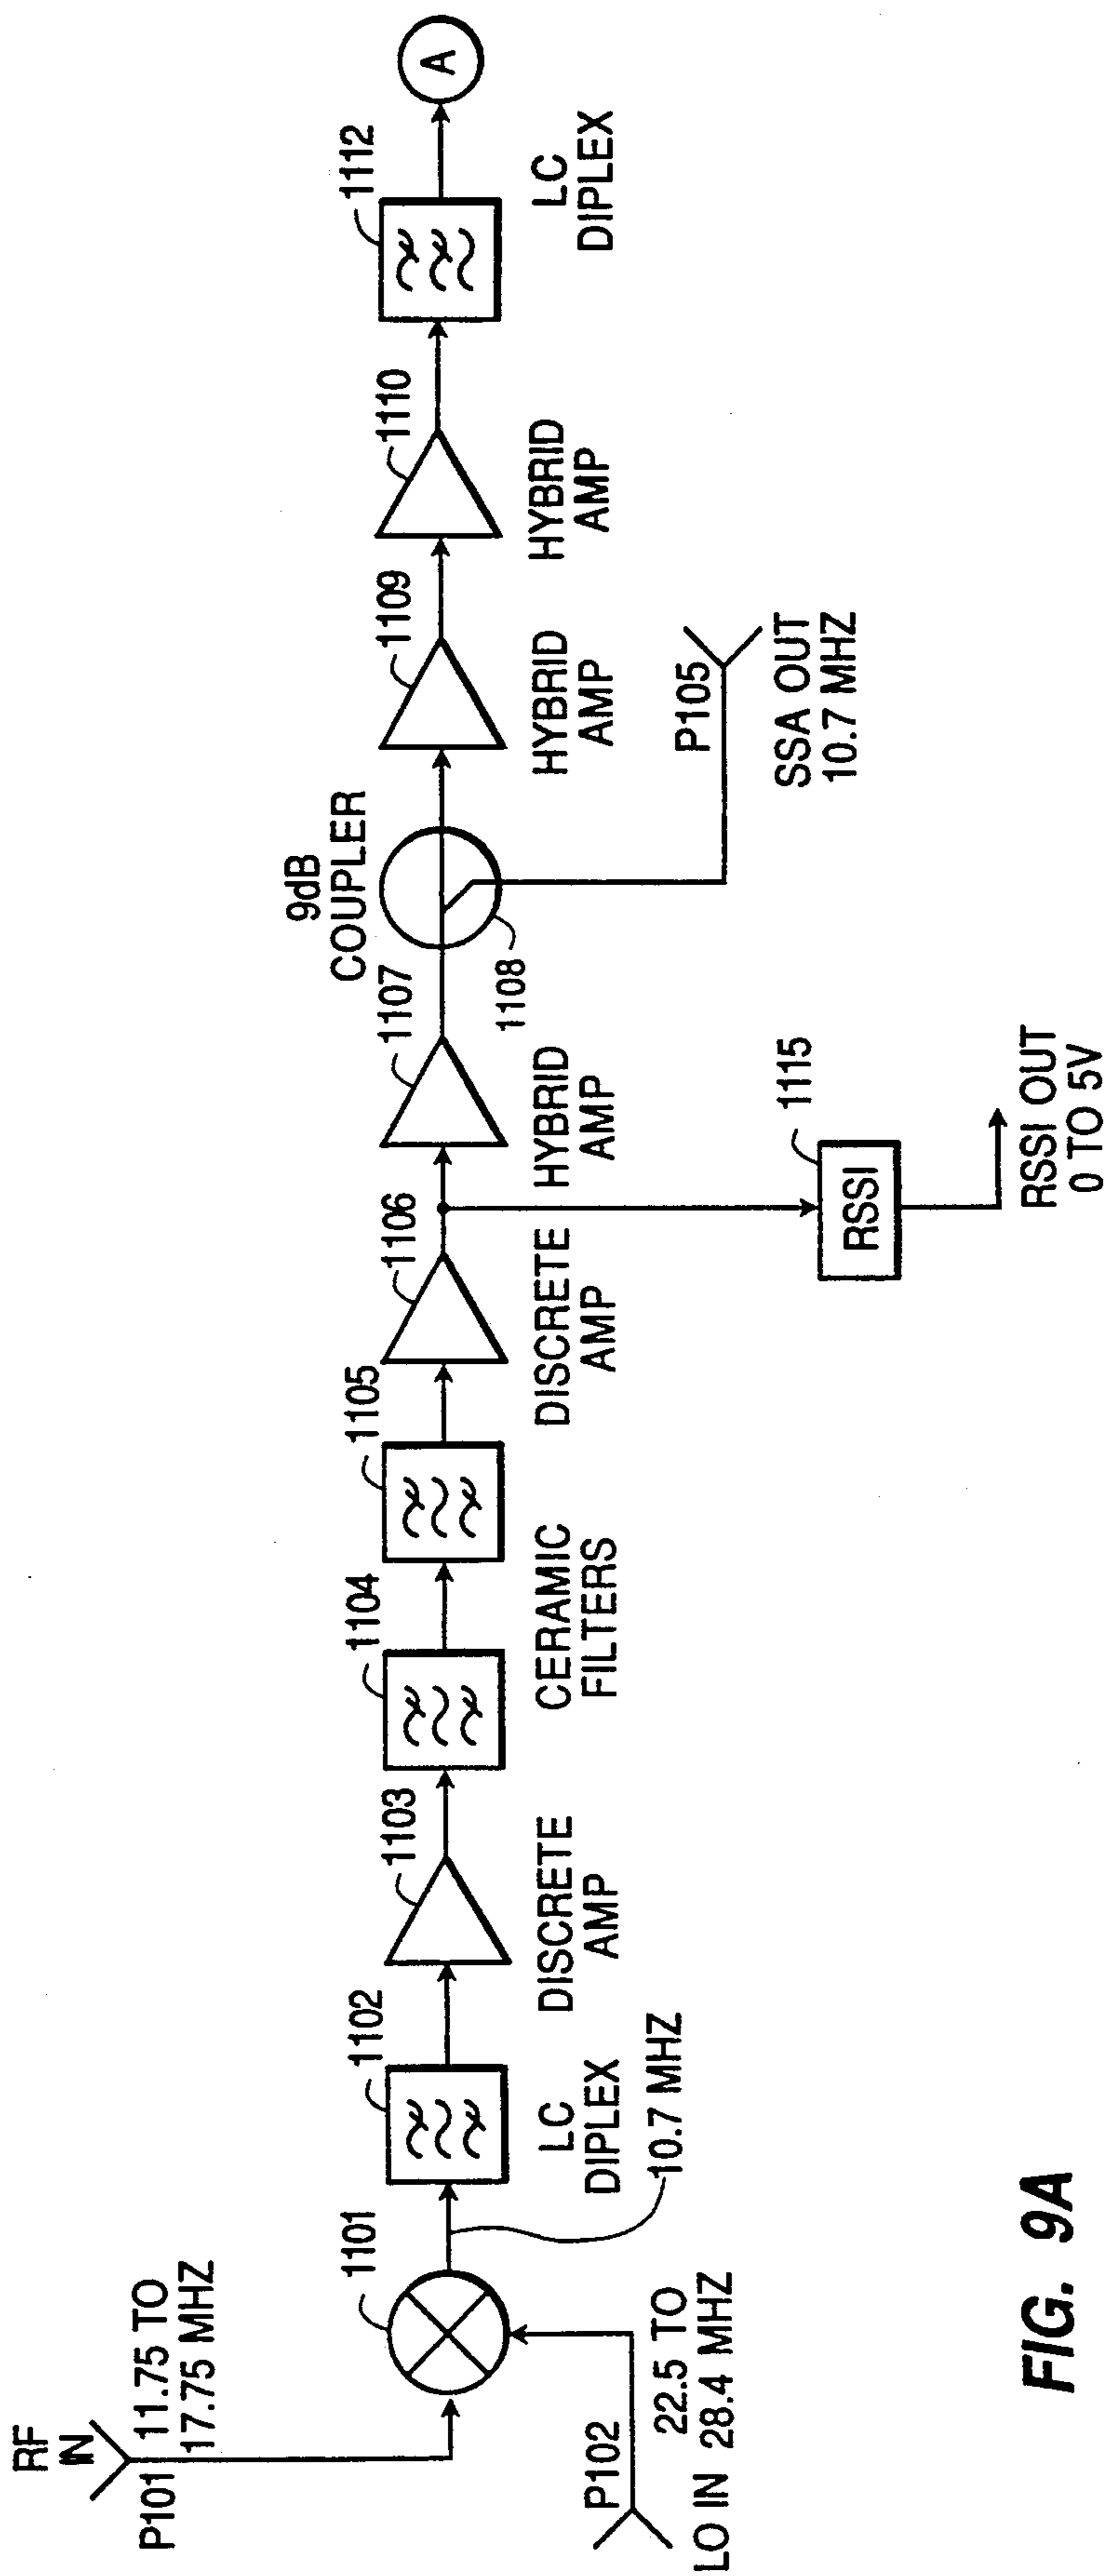 RF
IN
P101
11.75 TO
17.75 MHZ
1101
P102
22.5 TO
LO IN 28.4 MHZ
10.7 MHZ
1102
LC
DIPLEX
1103
DISCRETE
AMP
1104
1105
CERAMIC
FILTERS
1106
DISCRETE
AMP
1115
RSSI
RSSI OUT
0 TO 5V
1107
HYBRID
AMP
9dB
COUPLER
1108
P105
SSA OUT
10.7 MHZ
1109
HYBRID
AMP
1110
HYBRID
AMP
1112
LC
DIPLEX
A
FIG. 9A